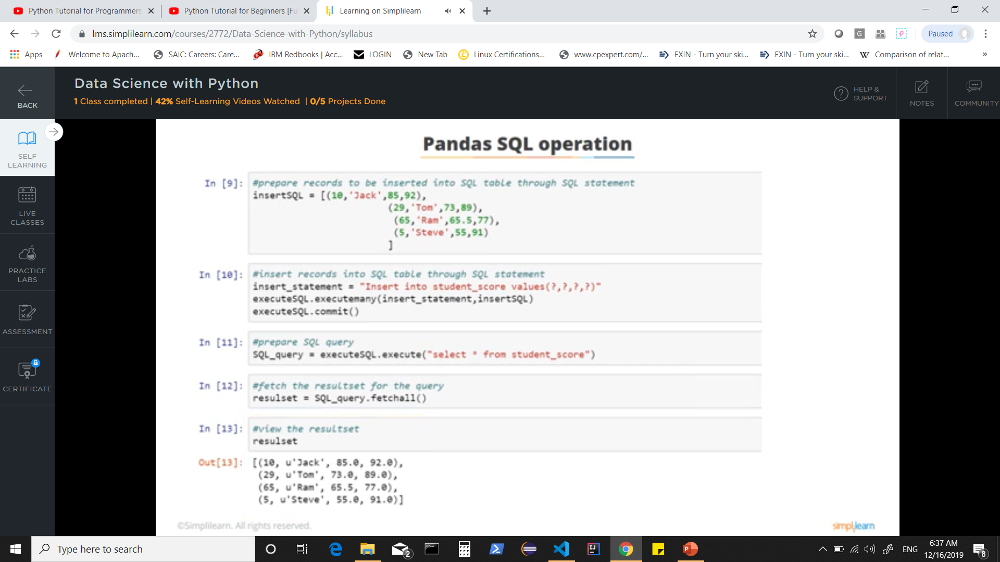 Python Tutorial for Programmers
Python Tutorial for Beginners [Fu
Learning on Simplilearn
lms.simplilearn.com/courses/2772/Data-Science-with-Python/syllabus
Paused
Apps
Welcome to Apach...
SAIC: Careers: Care...
IBM Redbooks | Acc...
LOGIN
New Tab
Linux Certifications...
www.cpexpert.com/...
EXIN - Turn your ski...
EXIN - Turn your ski...
Comparison of relat...
»
BACK
Data Science with Python
1 Class completed | 42% Self-Learning Videos Watched | 0/5 Projects Done
HELP &
SUPPORT
NOTES
COMMUNITY
SELF
LEARNING
LIVE
CLASSES
PRACTICE
LABS
ASSESSMENT
CERTIFICATE
Pandas SQL operation
In [9]: #prepare records to be inserted into SQL table through SQL statement
insertSQL = [(10,'Jack',85,92),
(29,'Tom',73,89),
(65,'Ram',65.5,77),
(5,'Steve',55,91)
]
In [10]: #insert records into SQL table through SQL statement
insert_statement = "Insert into student_score values(?,?,?,?)"
executeSQL.executemany(insert_statement,insertSQL)
executeSQL.commit()
In [11]: #prepare SQL query
SQL_query = executeSQL.execute("select * from student_score")
In [12]: #fetch the resultset for the query
resulset = SQL_query.fetchall()
In [13]: #view the resultset
resulset
Out[13]: [(10, u'Jack', 85.0, 92.0),
(29, u'Tom', 73.0, 89.0),
(65, u'Ram', 65.5, 77.0),
(5, u'Steve', 55.0, 91.0)]
©Simplilearn. All rights reserved.
simplilearn
Type here to search
2
ENG
6:37 AM
12/16/2019
8